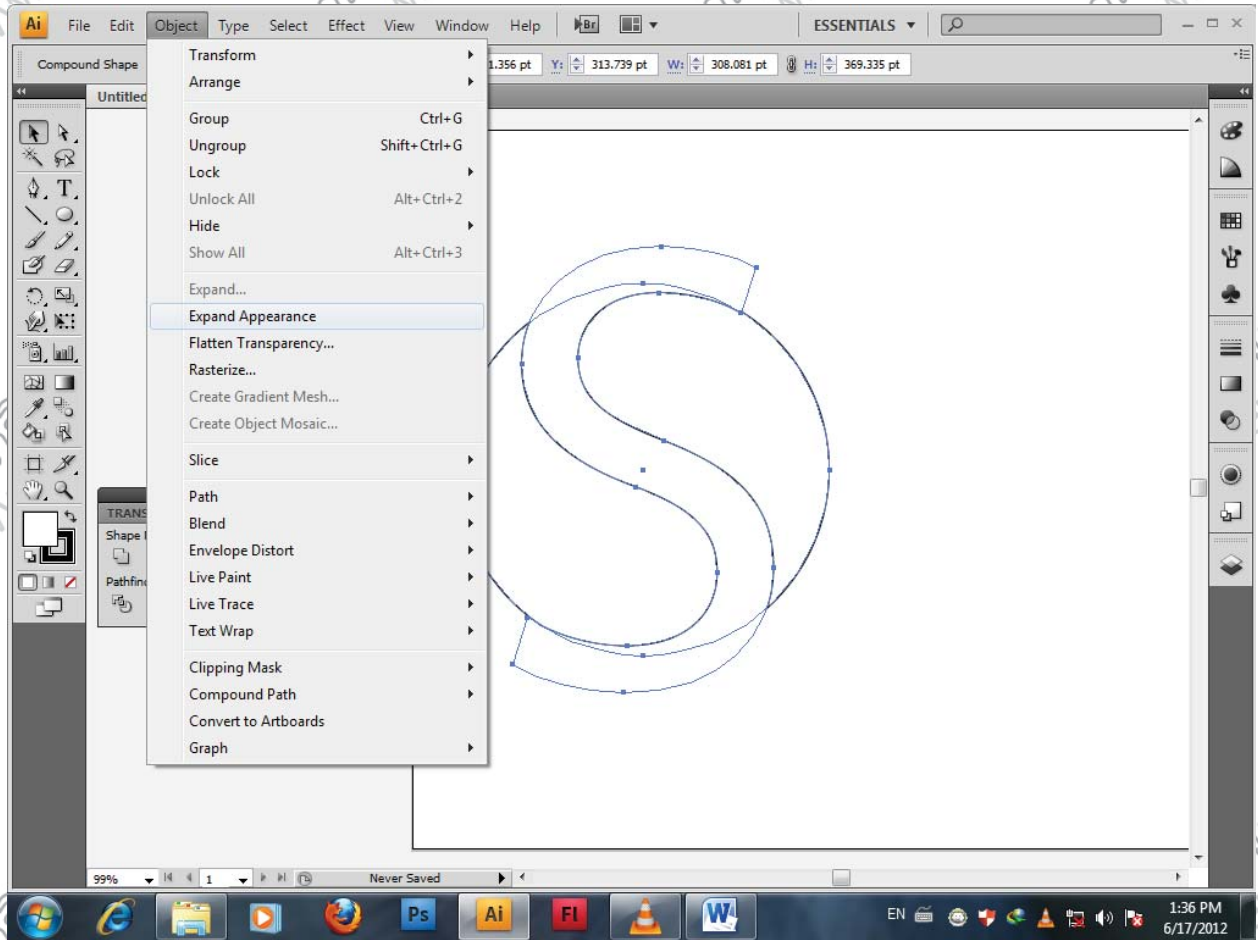 Ai File Edit Object Type Select Effect View Window Help Br ESSENTIALS
Compound Shape 1.356 pt Y: 313.739 pt W: 308.081 pt H: 369.335 pt
Untitled
Transform
Arrange
Group Ctrl+G
Ungroup Shift+Ctrl+G
Lock
Unlock All Alt+Ctrl+2
Hide
Show All Alt+Ctrl+3
Expand...
Expand Appearance
Flatten Transparency...
Rasterize...
Create Gradient Mesh...
Create Object Mosaic...
Slice
Path
Blend
Envelope Distort
Live Paint
Live Trace
Text Wrap
Clipping Mask
Compound Path
Convert to Artboards
Graph
TRANS
Shape
Pathfin
99% 1 Never Saved
Ps Ai Fl W EN 1:36 PM
6/17/2012